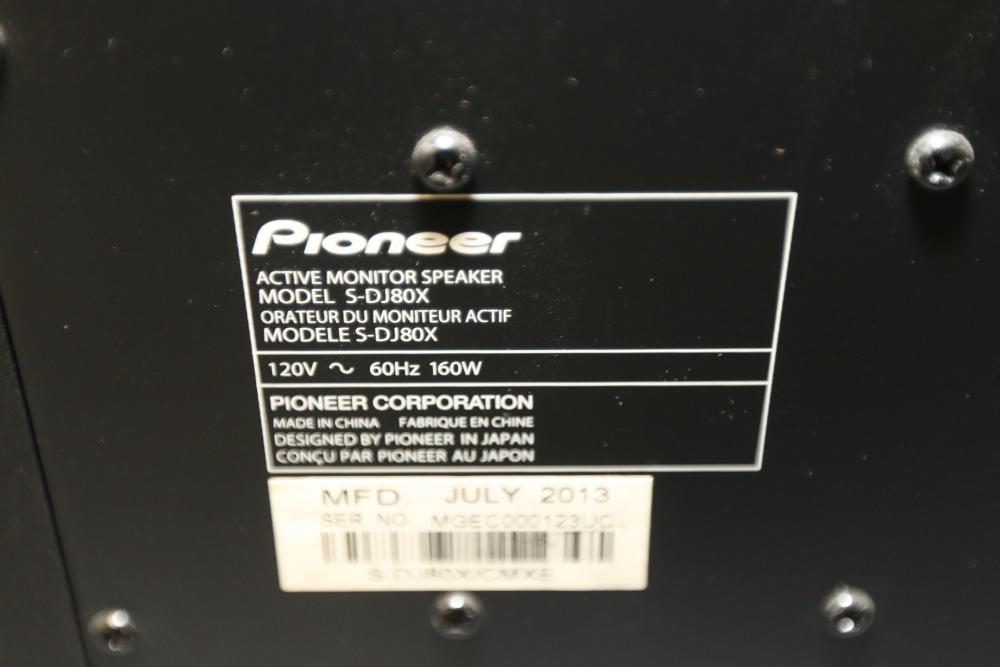 Pioneer
ACTIVE MONITOR SPEAKER
MODEL S-DJ80X
ORATEUR DU MONITEUR ACTIF
MODELE S-DJ80X
120V ~ 60Hz 160W
PIONEER CORPORATION
MADE IN CHINA FABRIQUE EN CHINE
DESIGNED BY PIONEER IN JAPAN
CONÇU PAR PIONEER AU JAPON
MFD. JULY 2013
SER. NO. MGEC000123UC
S-DJ80X/CMXE